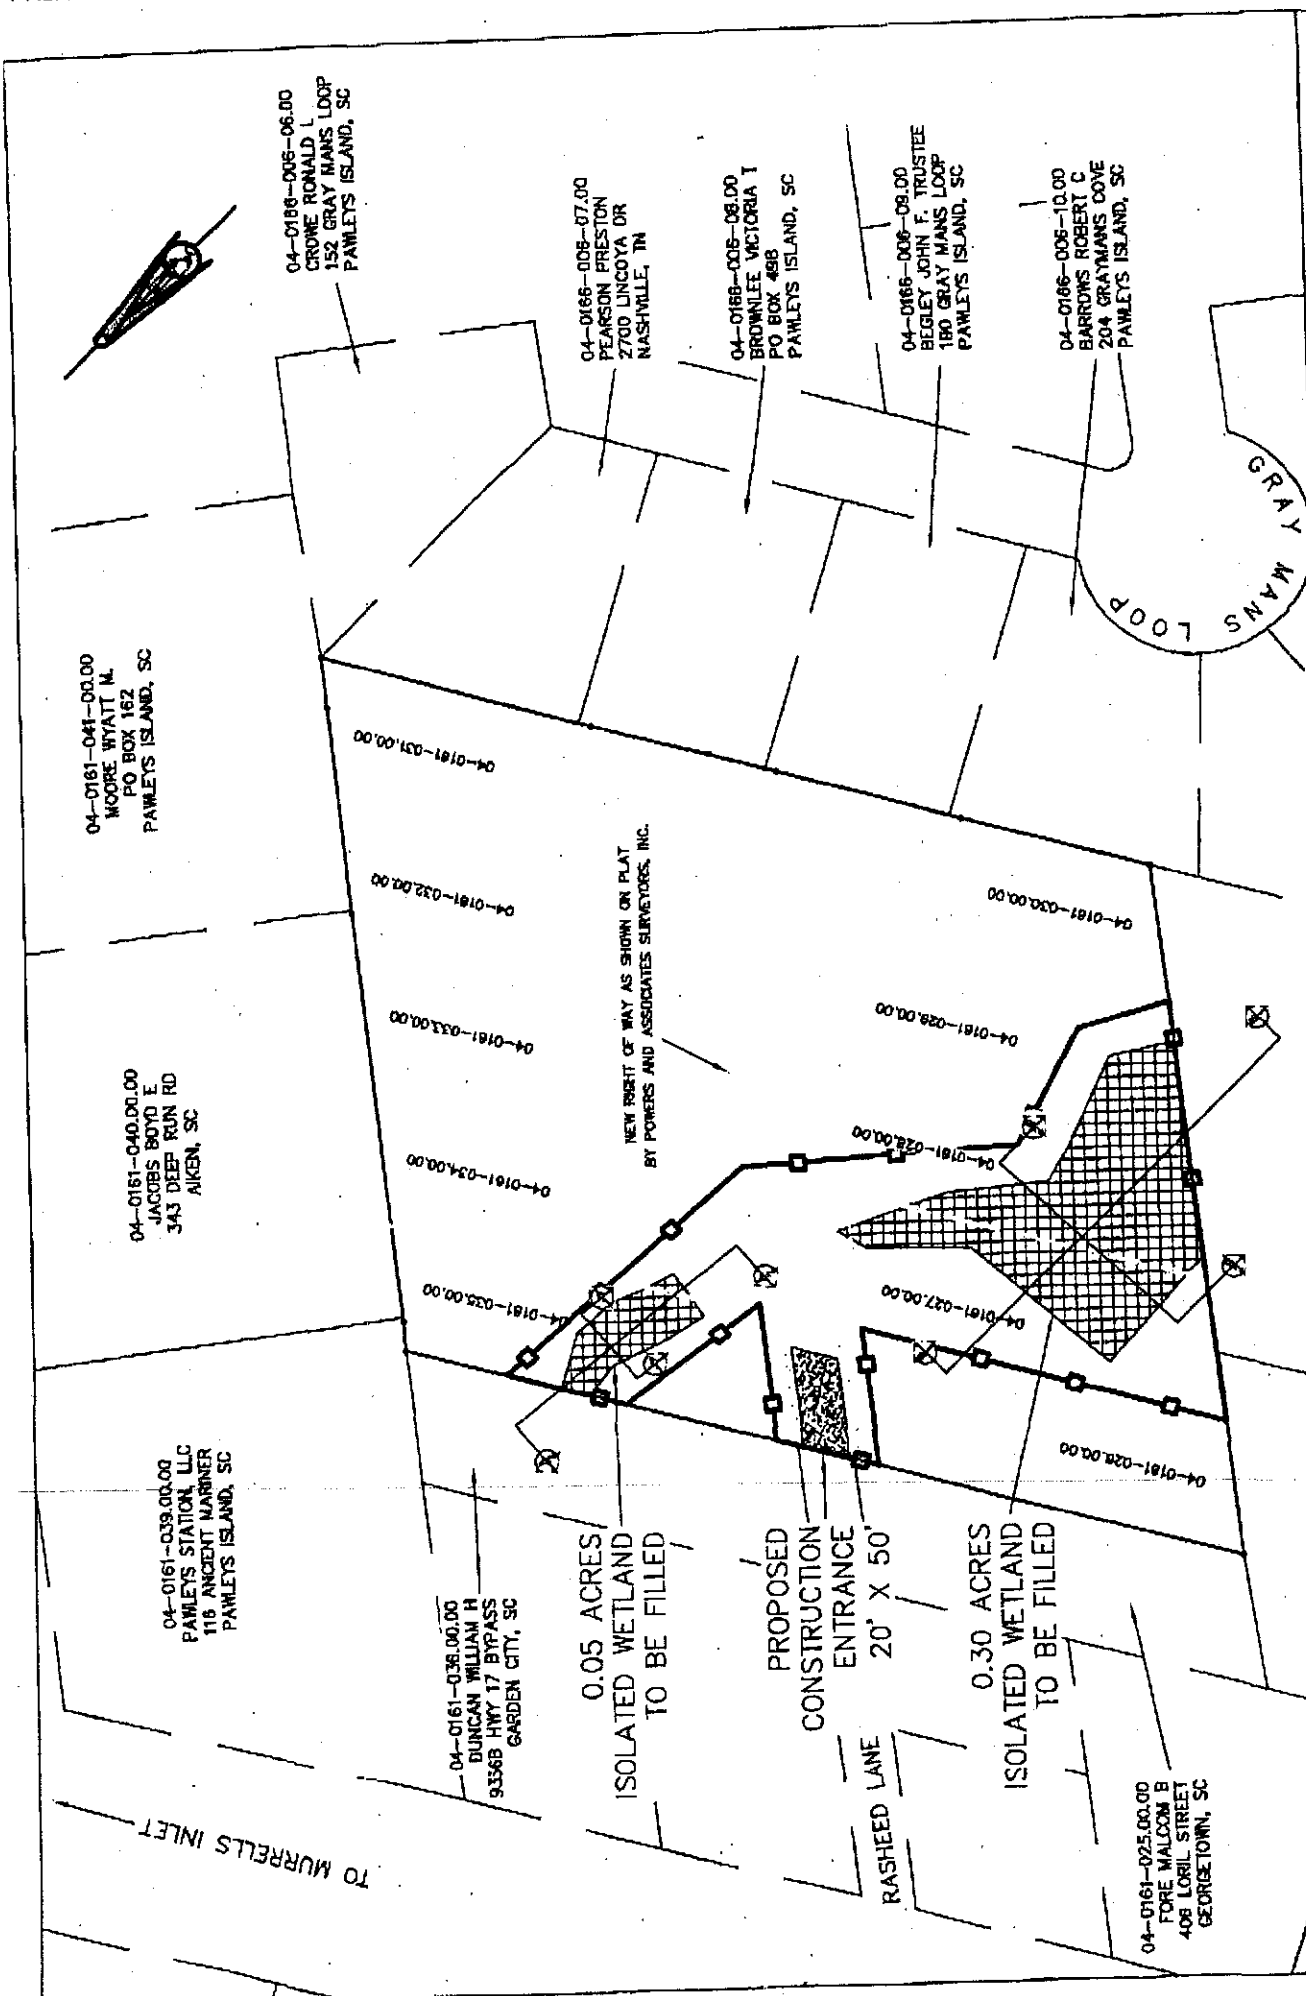 04-0166-006-06.00
CROWE RONALD L
152 GRAY MANS LOOP
PAWLEYS ISLAND, SC
04-0166-006-07.00
PEARSON PRESTON
2700 LINCOYA DR
NASHVILLE, TN
04-0166-006-08.00
BROWNLEE VICTORIA T
PO BOX 498
PAWLEYS ISLAND, SC
04-0166-006-09.00
BEGLEY JOHN F. TRUSTEE
180 GRAY MANS LOOP
PAWLEYS ISLAND, SC
04-0166-006-10.00
BARROWS ROBERT C
204 GRAYMANS COVE
PAWLEYS ISLAND, SC
GRAY MANS LOOP
04-0161-041-00.00
MOORE WYATT M.
PO BOX 162
PAWLEYS ISLAND, SC
04-0161-031.00.00
04-0161-032.00.00
04-0161-033.00.00
04-0161-034.00.00
04-0161-035.00.00
NEW RIGHT OF WAY AS SHOWN ON PLAT
BY POWERS AND ASSOCIATES SURVEYORS, INC.
04-0161-030.00.00
04-0161-029.00.00
04-0161-028.00.00
04-0161-027.00.00
04-0161-026.00.00
04-0161-040.00.00
JACOBS BOYD E
343 DEEP RUN RD
AIKEN, SC
04-0161-039.00.00
PAWLEYS STATION, LLC
116 ANCIENT MARINER
PAWLEYS ISLAND, SC
04-0161-036.00.00
DUNCAN WILLIAM H
9336B HWY 17 BYPASS
GARDEN CITY, SC
0.05 ACRES
ISOLATED WETLAND
TO BE FILLED
PROPOSED
CONSTRUCTION
ENTRANCE
20' X 50'
0.30 ACRES
ISOLATED WETLAND
TO BE FILLED
TO MURRELLS INLET
RASHEED LANE
04-0161-025.00.00
FORE MALCOM B
406 LORIL STREET
GEORGETOWN, SC